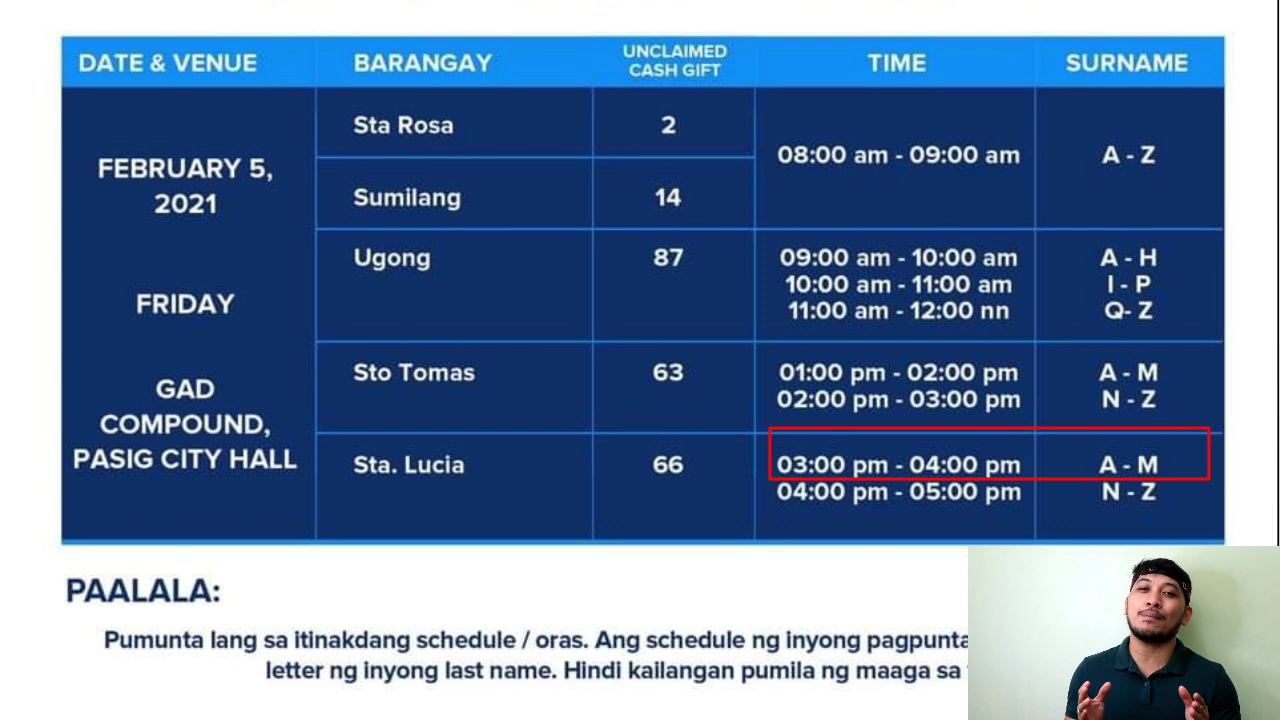 DATE & VENUE BARANGAY UNCLAIMED CASH GIFT TIME SURNAME
FEBRUARY 5, 2021
FRIDAY
GAD COMPOUND, PASIG CITY HALL
Sta Rosa 2 08:00 am - 09:00 am A - Z
Sumilang 14
Ugong 87 09:00 am - 10:00 am A - H
10:00 am - 11:00 am I - P
11:00 am - 12:00 nn Q- Z
Sto Tomas 63 01:00 pm - 02:00 pm A - M
02:00 pm - 03:00 pm N - Z
Sta. Lucia 66 03:00 pm - 04:00 pm A - M
04:00 pm - 05:00 pm N - Z
PAALALA:
Pumunta lang sa itinakdang schedule / oras. Ang schedule ng inyong pagpunta
letter ng inyong last name. Hindi kailangan pumila ng maaga sa